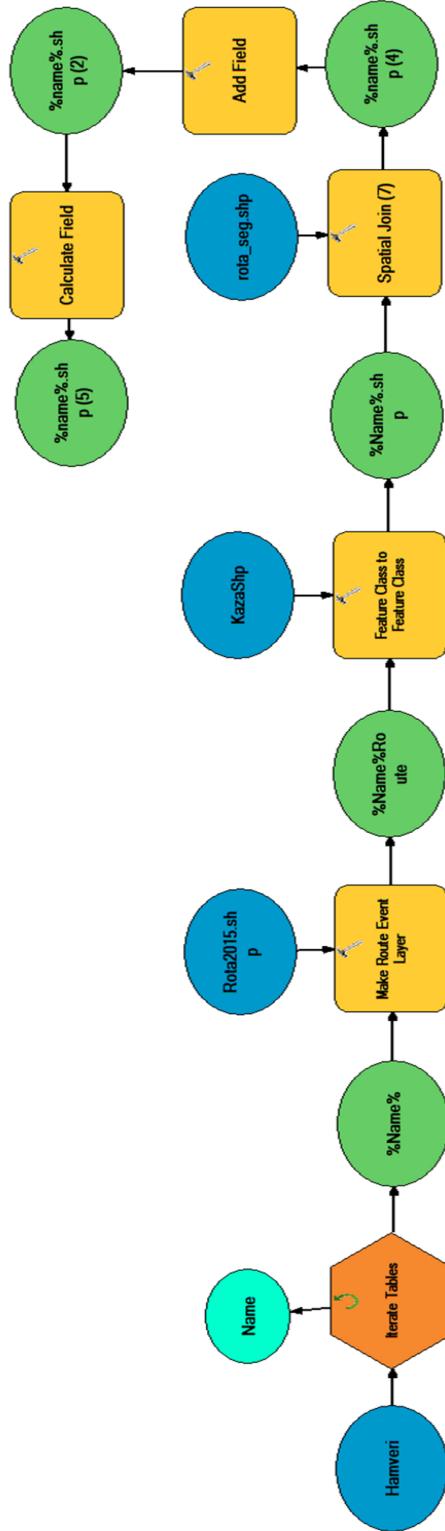 Hamveri
Iterate Tables
Name
%Name%
Rota2015.sh
p
Make Route Event
Layer
%Name%Ro
ute
KazaShp
Feature Class to
Feature Class
%Name%.sh
p
rota_seg.shp
Spatial Join (7)
%name%.sh
p (4)
Add Field
%name%.sh
p (2)
Calculate Field
%name%.sh
p (5)